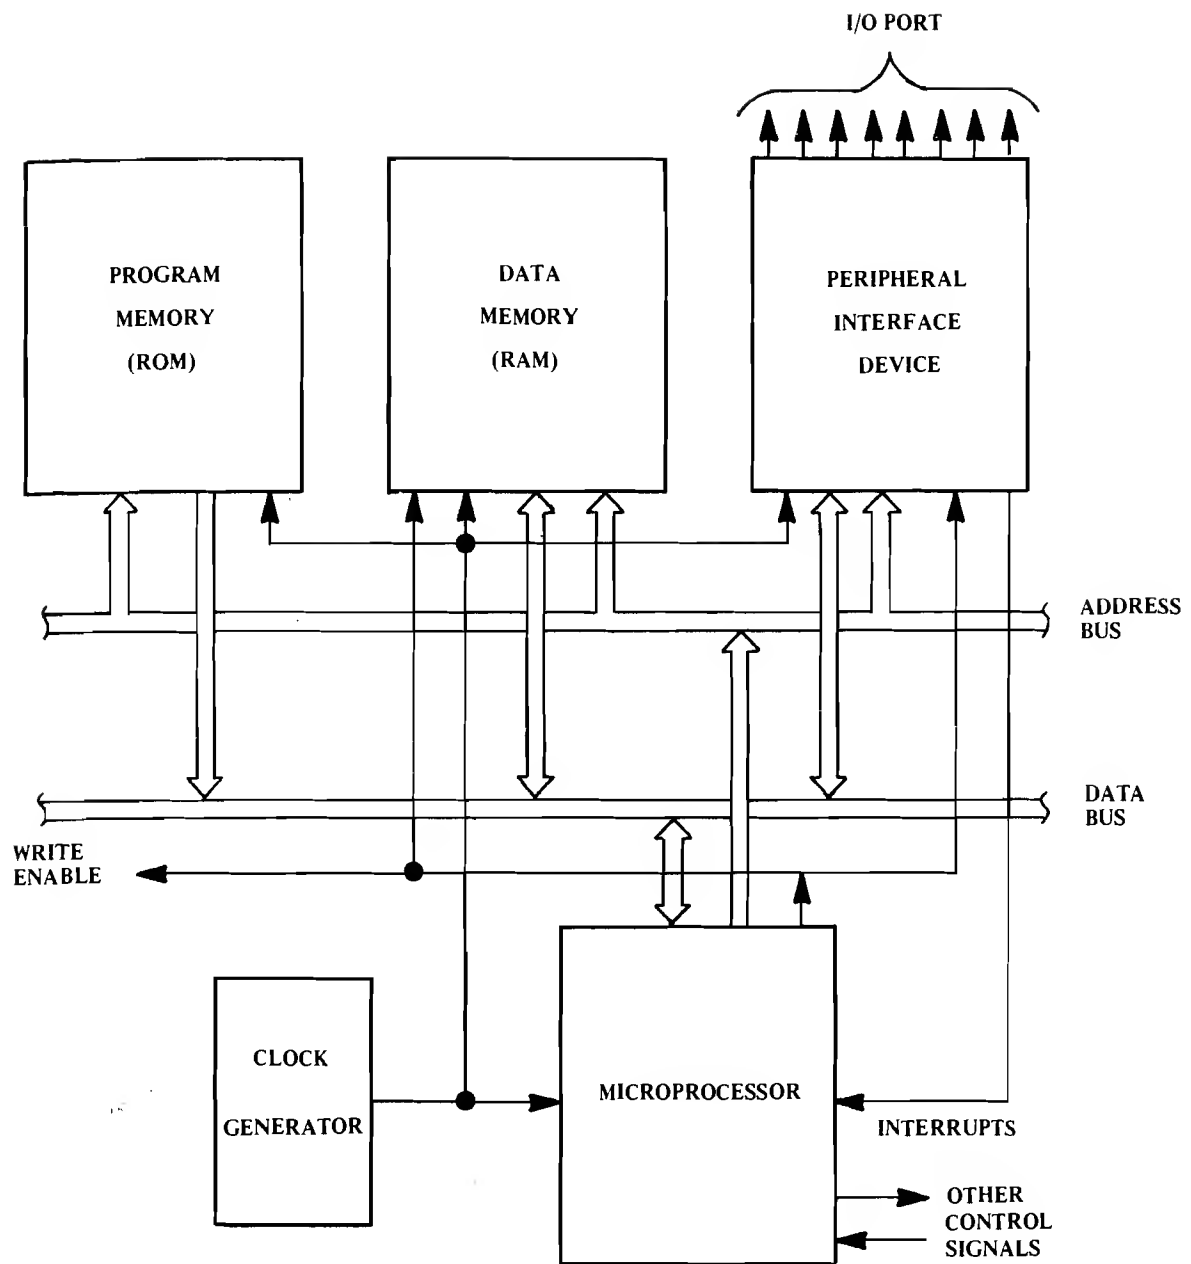 I/O PORT
PROGRAM
MEMORY
(ROM)
DATA
MEMORY
(RAM)
PERIPHERAL
INTERFACE
DEVICE
ADDRESS
BUS
DATA
BUS
WRITE
ENABLE
CLOCK
GENERATOR
MICROPROCESSOR
INTERRUPTS
OTHER
CONTROL
SIGNALS